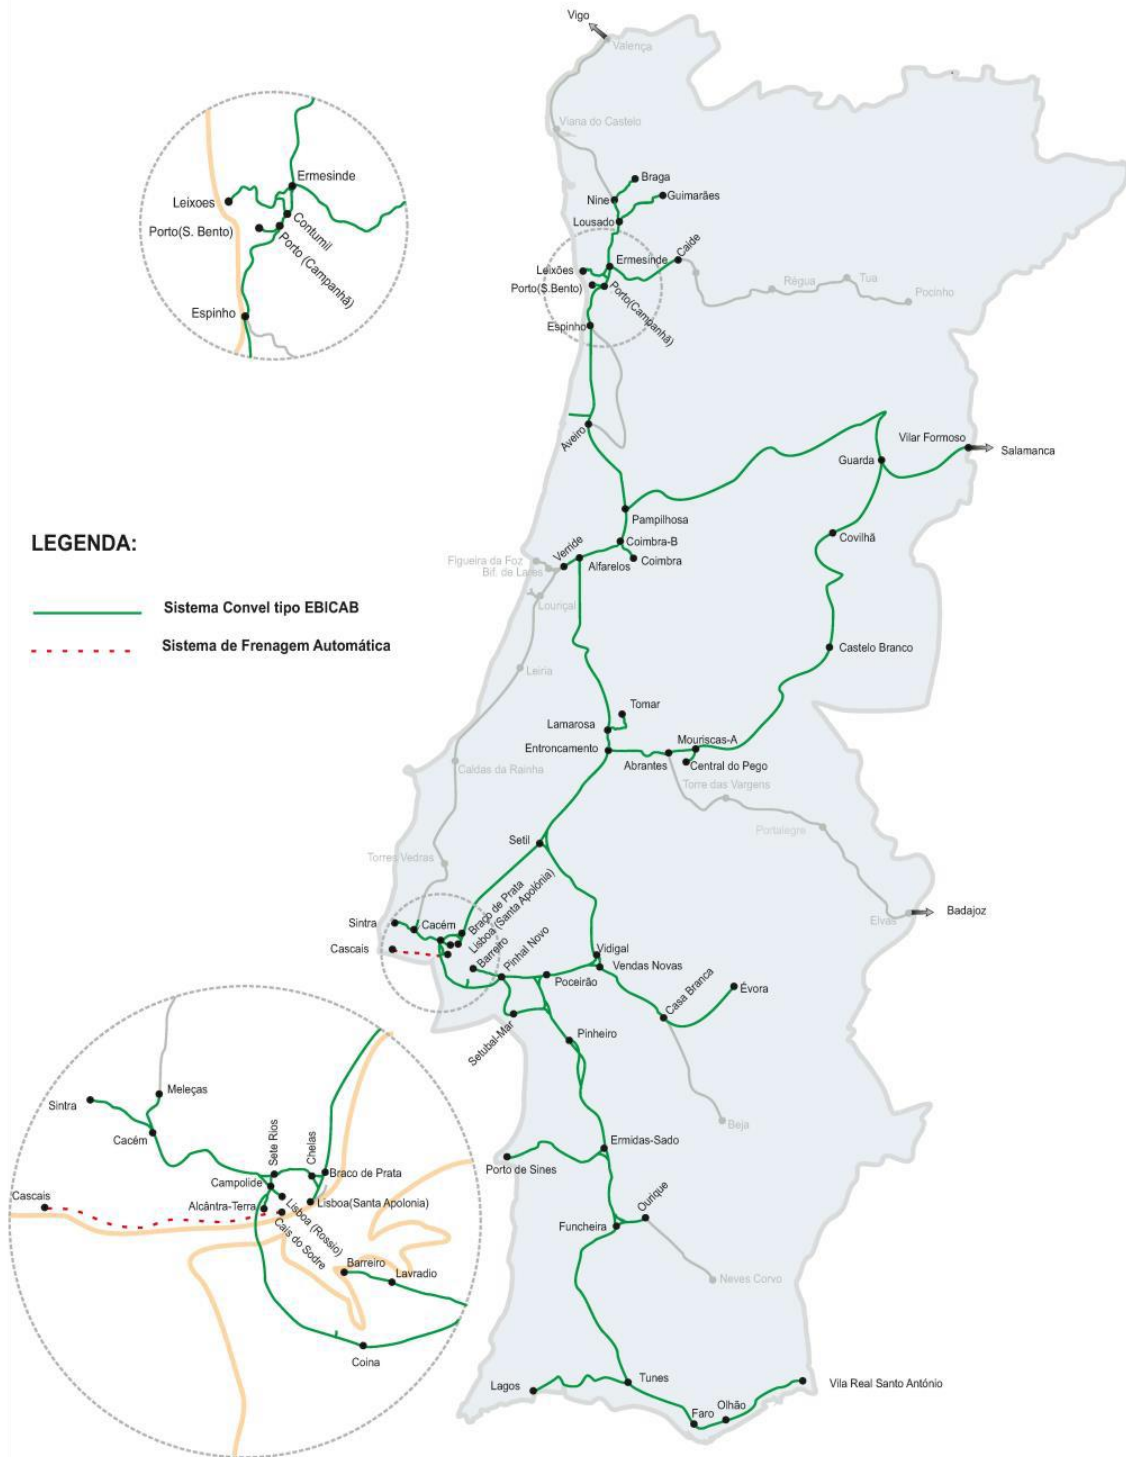 Vigo
Valença
Viana do Castelo
Braga
Nine
Guimarães
Lousado
Ermesinde
Caíde
Leixões
Porto(S.Bento)
Porto(Campanhã)
Régua
Tua
Pocinho
Espinho
Ermesinde
Leixoes
Contumil
Porto(S. Bento)
Porto (Campanhã)
Espinho
Aveiro
Vilar Formoso
Salamanca
Guarda
Pampilhosa
Covilhã
Coimbra-B
Verride
Figueira da Foz
Bif. de Lares
Alfarelos
Coimbra
Louriçal
LEGENDA:
Sistema Convel tipo EBICAB
Sistema de Frenagem Automática
Castelo Branco
Leiria
Tomar
Lamarosa
Mouriscas-A
Entroncamento
Abrantes
Central do Pego
Caldas da Rainha
Torre das Vargens
Portalegre
Setil
Torres Vedras
Elvas
Badajoz
Sintra
Cacém
Braço de Prata
Lisboa (Santa Apolónia)
Cascais
Barreiro
Pinhal Novo
Vidigal
Vendas Novas
Poceirão
Casa Branca
Évora
Setubal-Mar
Pinheiro
Beja
Ermidas-Sado
Porto de Sines
Ourique
Funcheira
Neves Corvo
Tunes
Lagos
Faro
Olhão
Vila Real Santo António
Meleças
Sintra
Cacém
Sete Rios
Chelas
Campolide
Braco de Prata
Cascais
Alcântra-Terra
Lisboa(Santa Apolonia)
Lisboa (Rossio)
Cais do Sodre
Barreiro
Lavradio
Coina